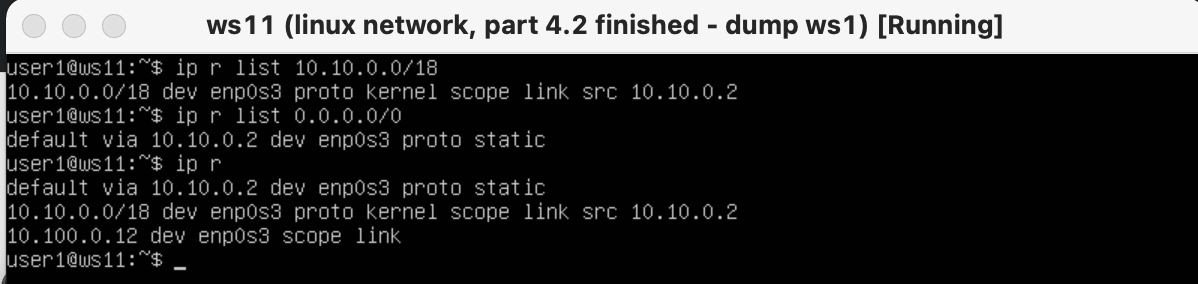 ws11 (linux network, part 4.2 finished - dump ws1) [Running]
user1@ws11:~$ ip r list 10.10.0.0/18
10.10.0.0/18 dev enp0s3 proto kernel scope link src 10.10.0.2
user1@ws11:~$ ip r list 0.0.0.0/0
default via 10.10.0.2 dev enp0s3 proto static
user1@ws11:~$ ip r
default via 10.10.0.2 dev enp0s3 proto static
10.10.0.0/18 dev enp0s3 proto kernel scope link src 10.10.0.2
10.100.0.12 dev enp0s3 scope link
user1@ws11:~$ _